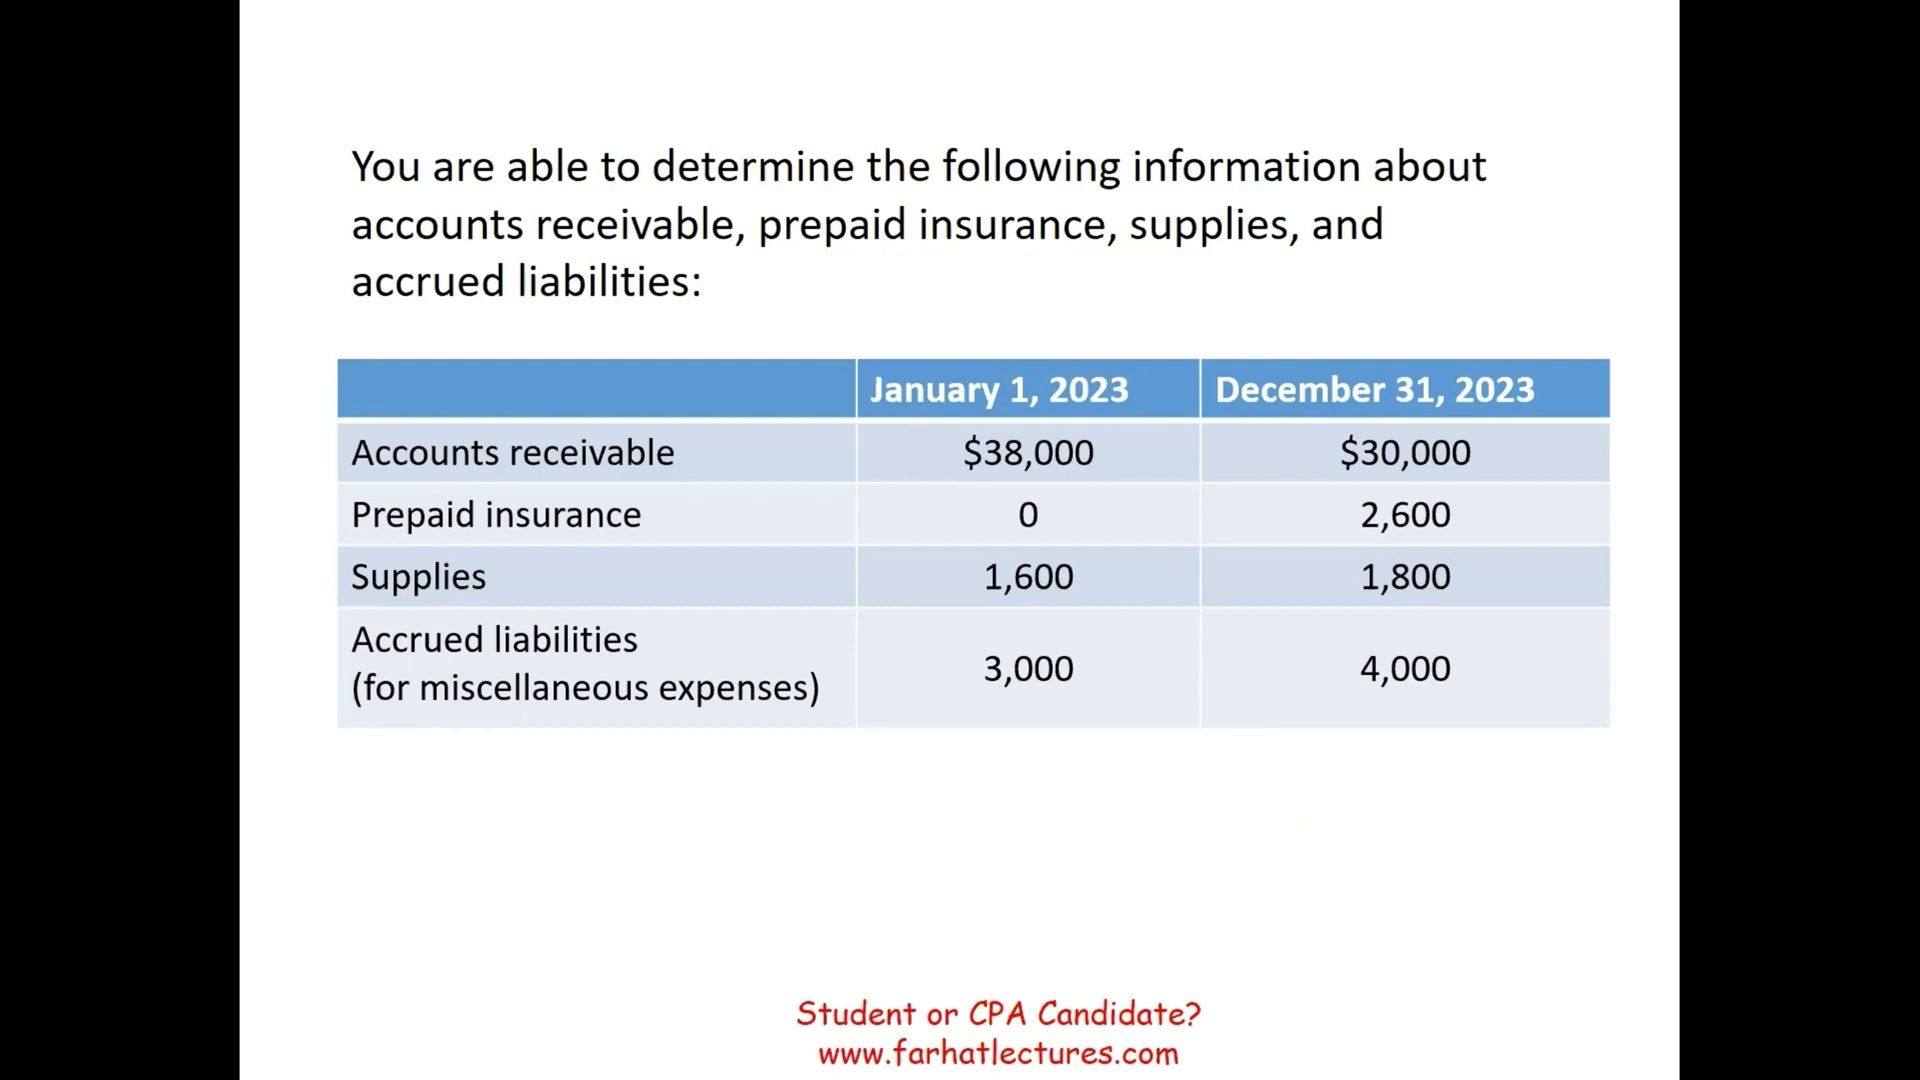 You are able to determine the following information about
accounts receivable, prepaid insurance, supplies, and
accrued liabilities:
January 1, 2023 December 31, 2023
Accounts receivable $38,000 $30,000
Prepaid insurance 0 2,600
Supplies 1,600 1,800
Accrued liabilities
(for miscellaneous expenses) 3,000 4,000
Student or CPA Candidate?
www.farhatlectures.com